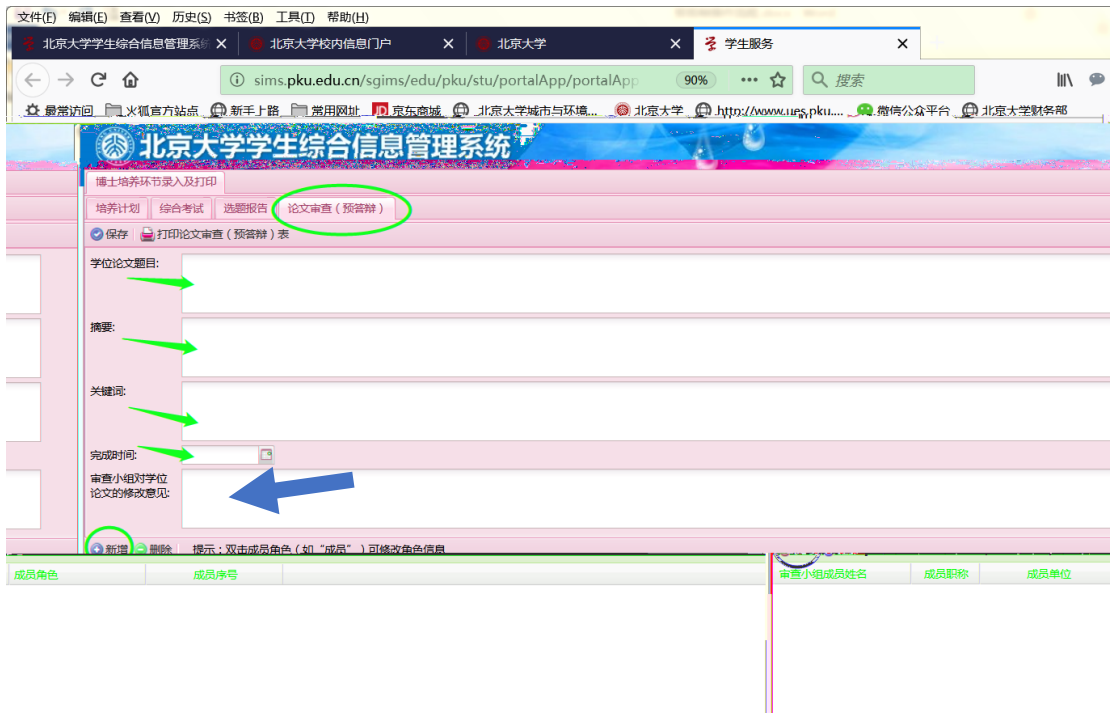 文件(F) 编辑(E) 查看(V) 历史(S) 书签(B) 工具(T) 帮助(H)
北京大学学生综合信息管理系统 北京大学校内信息门户 北京大学 学生服务
sims.pku.edu.cn/sgims/edu/pku/stu/portalApp/portalApp 90% 搜索
最常访问 火狐官方站点 新手上路 常用网址 JD 京东商城 北京大学城市与环境... 北京大学 http://www.ues.pku.... 微信公众平台 北京大学财务部
北京大学学生综合信息管理系统
博士培养环节录入及打印
培养计划 综合考试 选题报告 论文审查（预答辩）
保存 打印论文审查（预答辩）表
学位论文题目:
摘要:
关键词:
完成时间:
审查小组对学位
论文的修改意见:
新增 删除 提示：双击成员角色（如“成员”）可修改角色信息
成员角色 成员序号 审查小组成员姓名 成员职称 成员单位